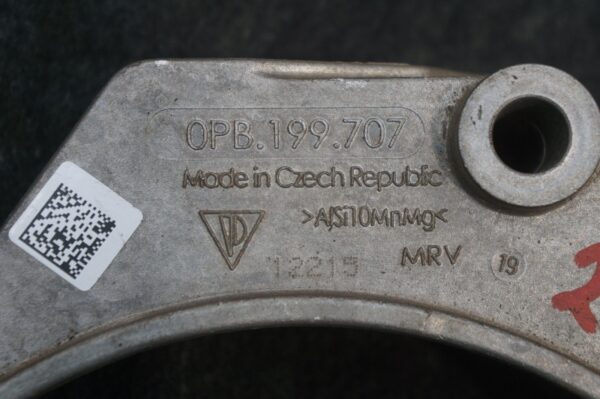 0PB.199.707
Made in Czech Republic
>AlSi10MnMg<
12215
MRV
19